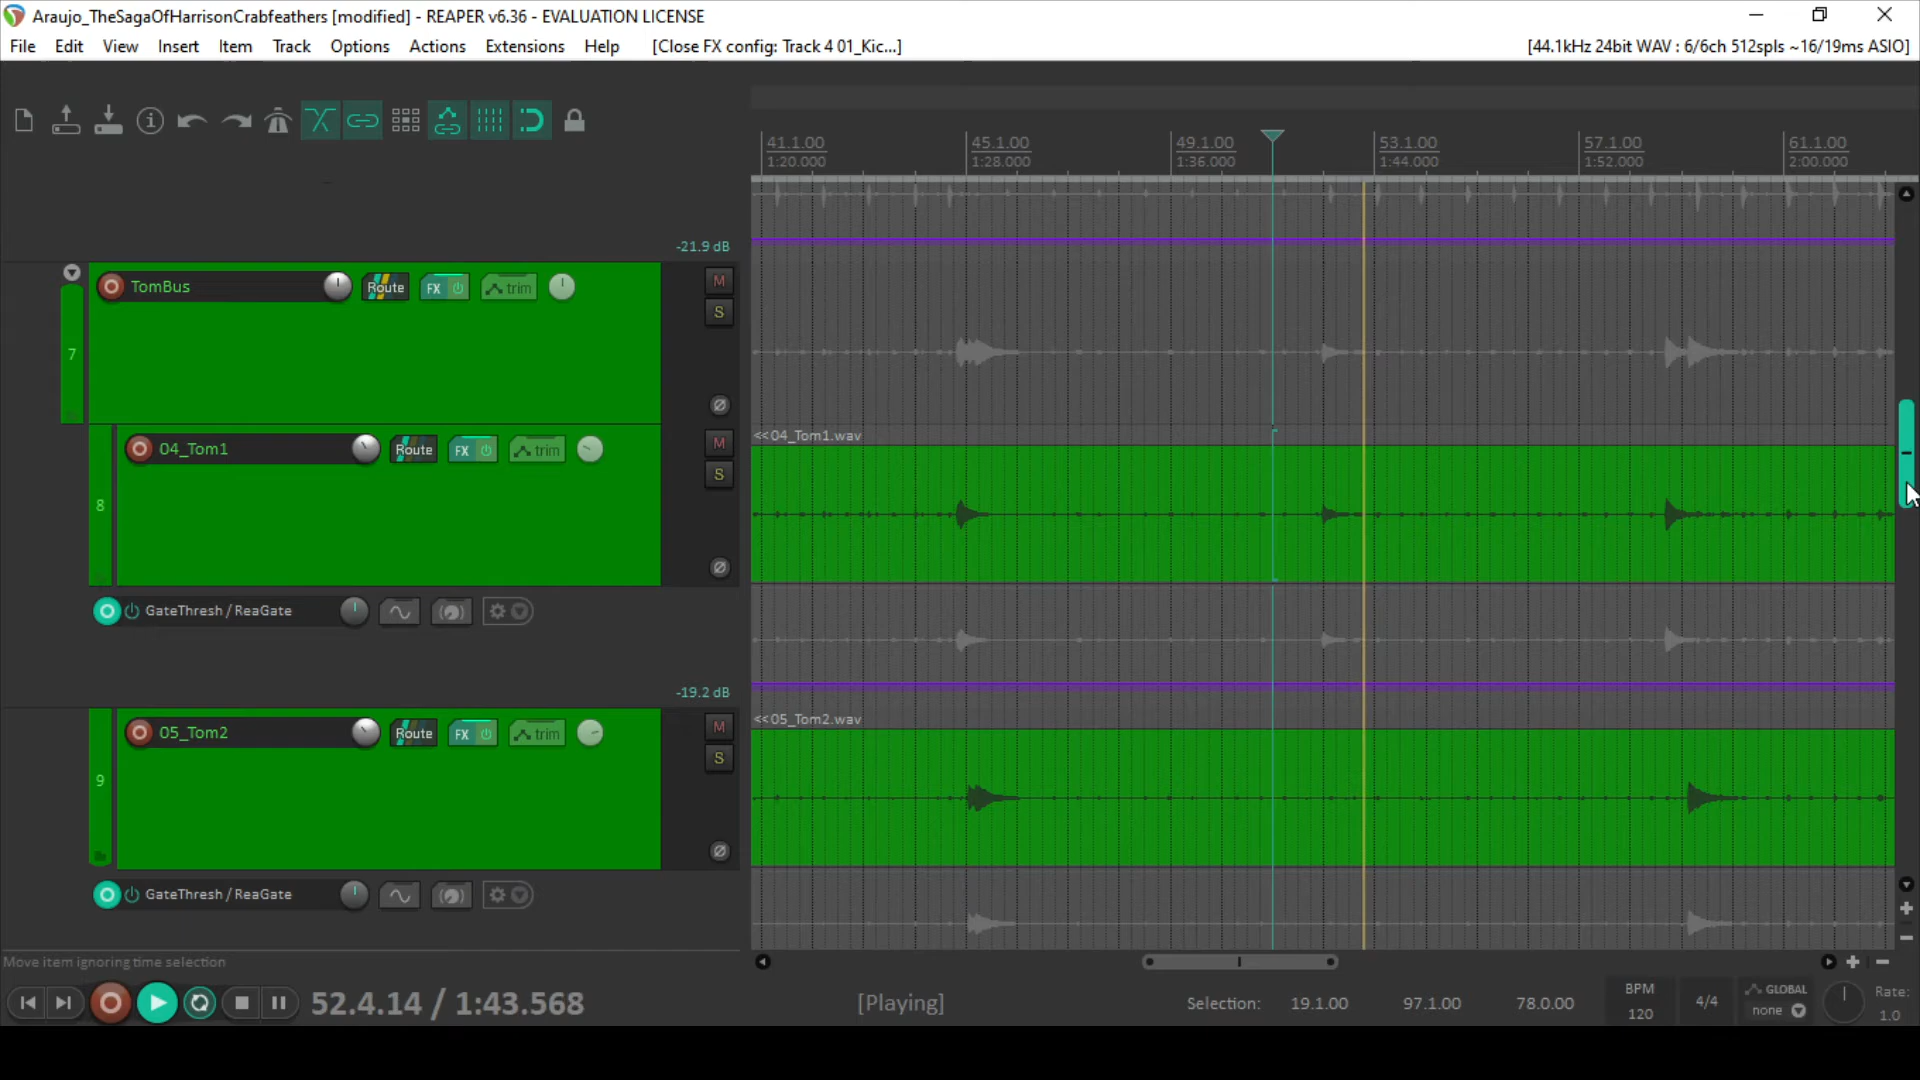 Araujo_TheSagaOfHarrisonCrabfeathers [modified] - REAPER v6.36 - EVALUATION LICENSE
File Edit View Insert Item Track Options Actions Extensions Help [Close FX config: Track 4 01_Kic...] [44.1kHz 24bit WAV : 6/6ch 512spls ~16/19ms ASIO]
41.1.00 45.1.00 49.1.00 53.1.00 57.1.00 61.1.00
1:20.000 1:28.000 1:36.000 1:44.000 1:52.000 2:00.000
-21.9 dB
TomBus Route FX trim M
S
7
<<04_Tom1.wav
04_Tom1 Route FX trim M
S
8
GateThresh / ReaGate
-19.2 dB
<<05_Tom2.wav
05_Tom2 Route FX trim M
S
9
GateThresh / ReaGate
Move item ignoring time selection
52.4.14 / 1:43.568 [Playing] Selection: 19.1.00 97.1.00 78.0.00 BPM 120 4/4 GLOBAL none Rate: 1.0